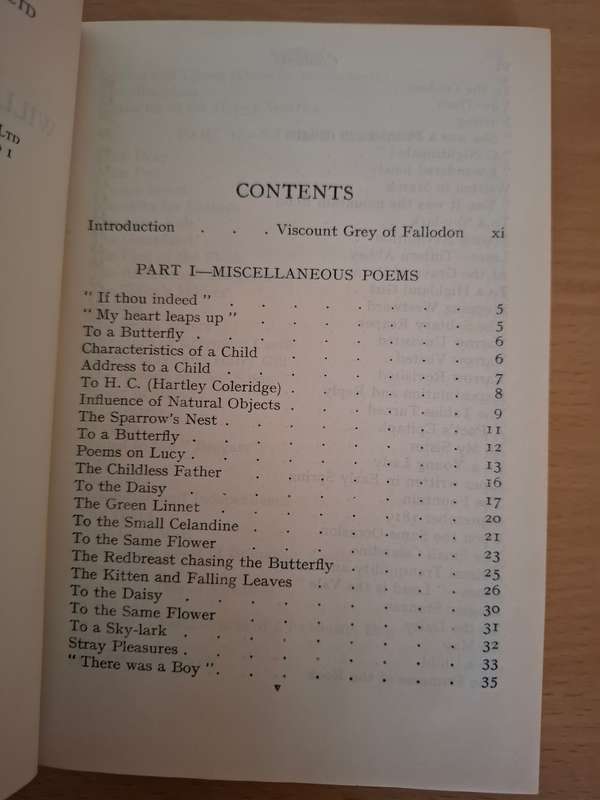 LTD
WILL
LTD
I
CONTENTS
Introduction . . . Viscount Grey of Fallodon xi
PART I—MISCELLANEOUS POEMS
" If thou indeed " . . . . . . . 5
" My heart leaps up " . . . . . . 5
To a Butterfly . . . . . . . . 6
Characteristics of a Child . . . . . . 6
Address to a Child . . . . . . . 7
To H. C. (Hartley Coleridge) . . . . . 8
Influence of Natural Objects . . . . . 9
The Sparrow's Nest . . . . . . . 11
To a Butterfly . . . . . . . . 12
Poems on Lucy . . . . . . . . 13
The Childless Father . . . . . . 16
To the Daisy . . . . . . . . 17
The Green Linnet . . . . . . . 20
To the Small Celandine . . . . . . 21
To the Same Flower . . . . . . 23
The Redbreast chasing the Butterfly . . . . 25
The Kitten and Falling Leaves . . . . . 26
To the Daisy . . . . . . . . 30
To the Same Flower . . . . . . 31
To a Sky-lark . . . . . . . . 32
Stray Pleasures . . . . . . . . 33
" There was a Boy " . . . . . . . 35
v